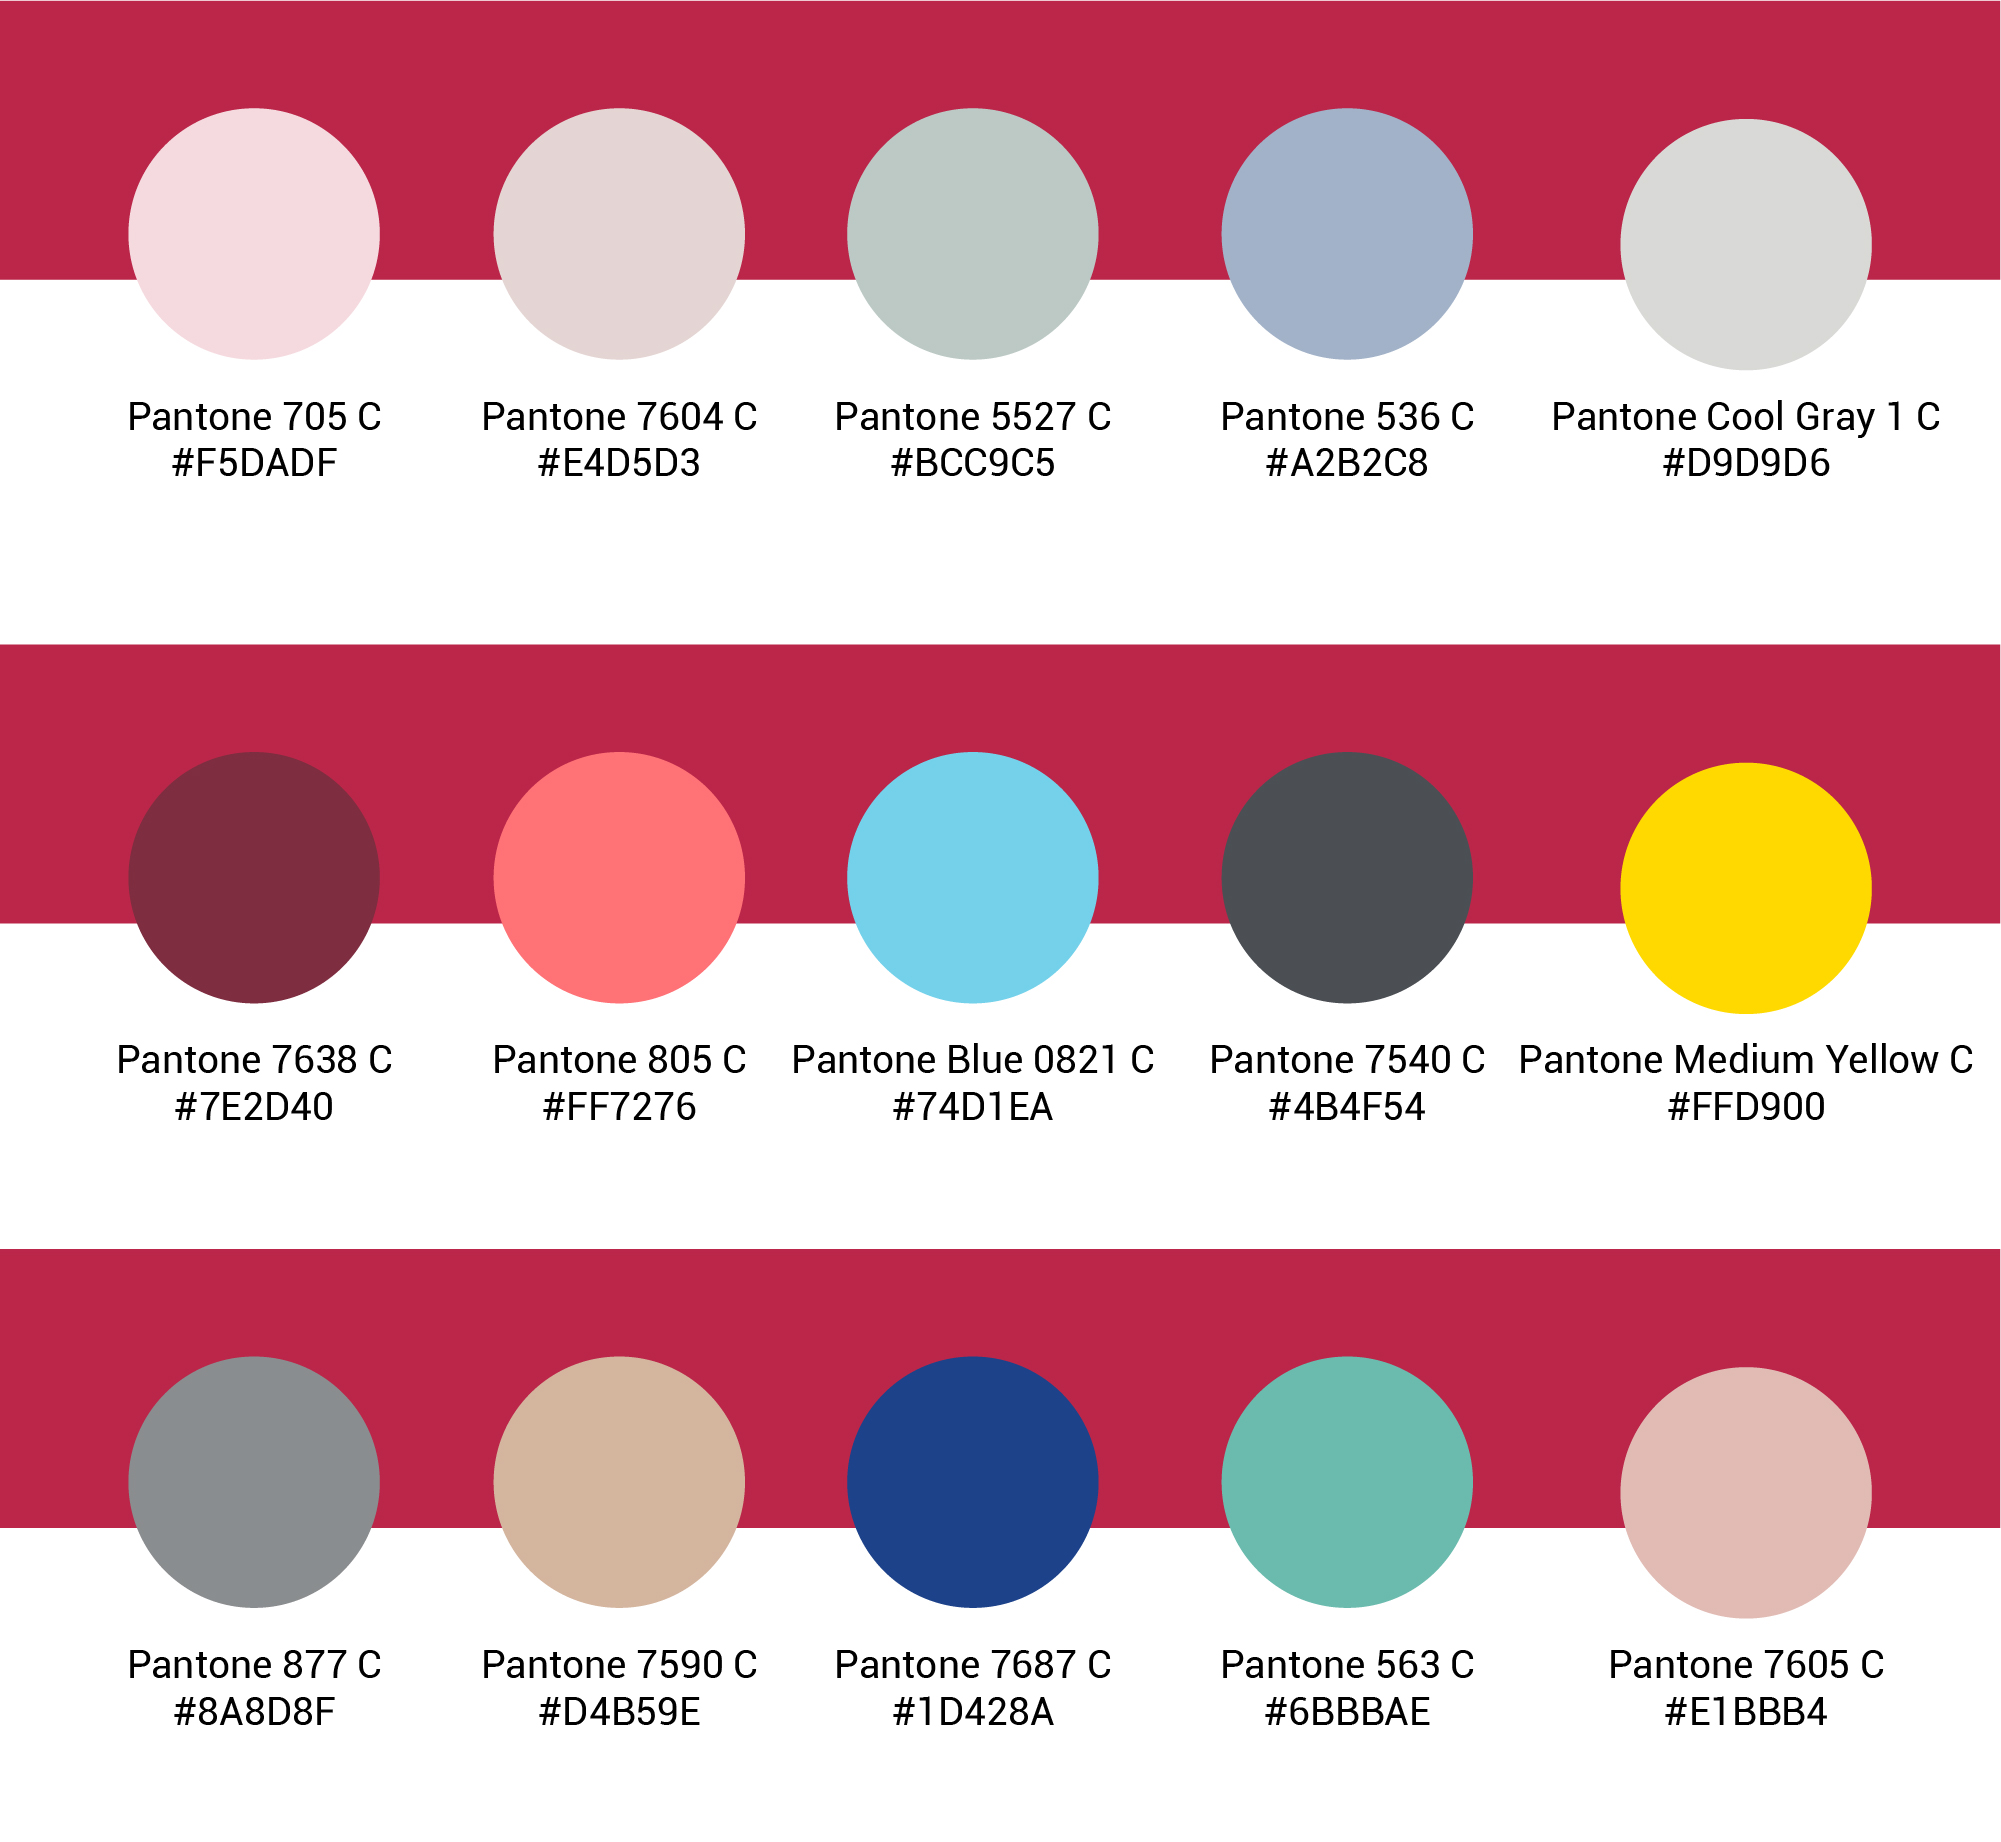 Pantone 705 C
#F5DADF
Pantone 7604 C
#E4D5D3
Pantone 5527 C
#BCC9C5
Pantone 536 C
#A2B2C8
Pantone Cool Gray 1 C
#D9D9D6
Pantone 7638 C
#7E2D40
Pantone 805 C
#FF7276
Pantone Blue 0821 C
#74D1EA
Pantone 7540 C
#4B4F54
Pantone Medium Yellow C
#FFD900
Pantone 877 C
#8A8D8F
Pantone 7590 C
#D4B59E
Pantone 7687 C
#1D428A
Pantone 563 C
#6BBBAE
Pantone 7605 C
#E1BBB4